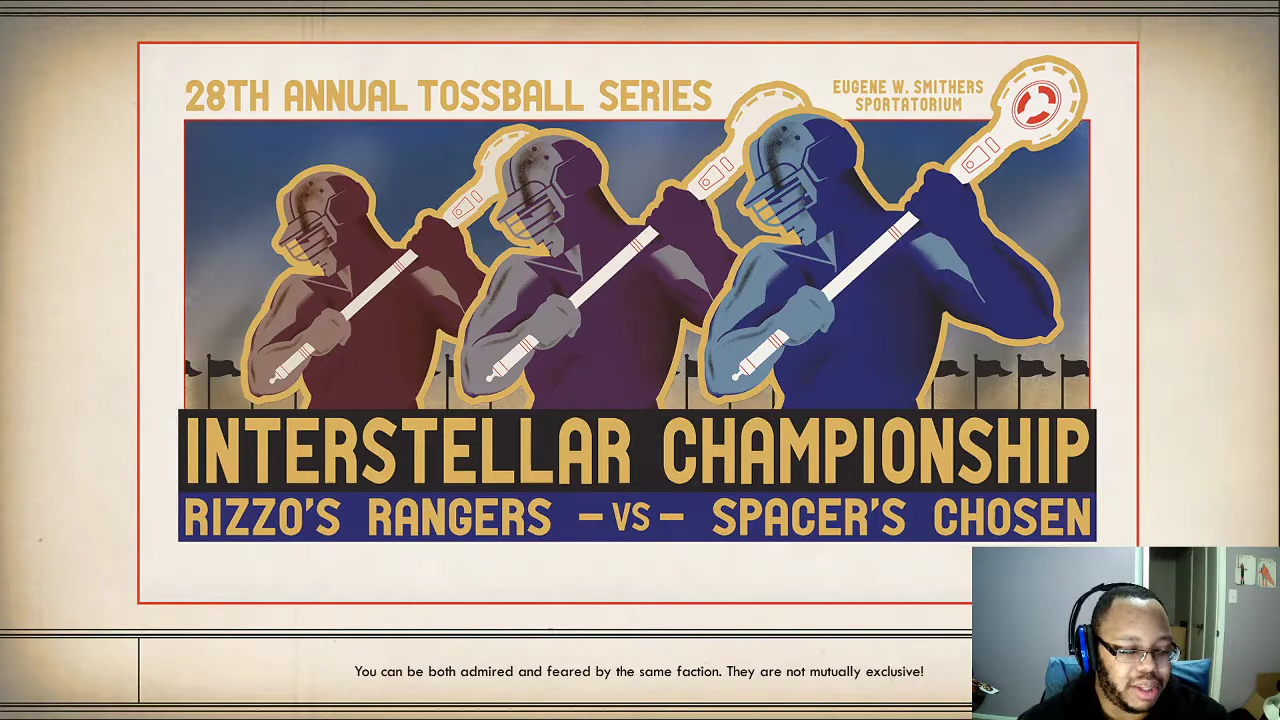 28TH ANNUAL TOSSBALL SERIES
EUGENE W. SMITHERS
SPORTATORIUM
INTERSTELLAR CHAMPIONSHIP
RIZZO'S RANGERS - VS - SPACER'S CHOSEN
You can be both admired and feared by the same faction. They are not mutually exclusive!